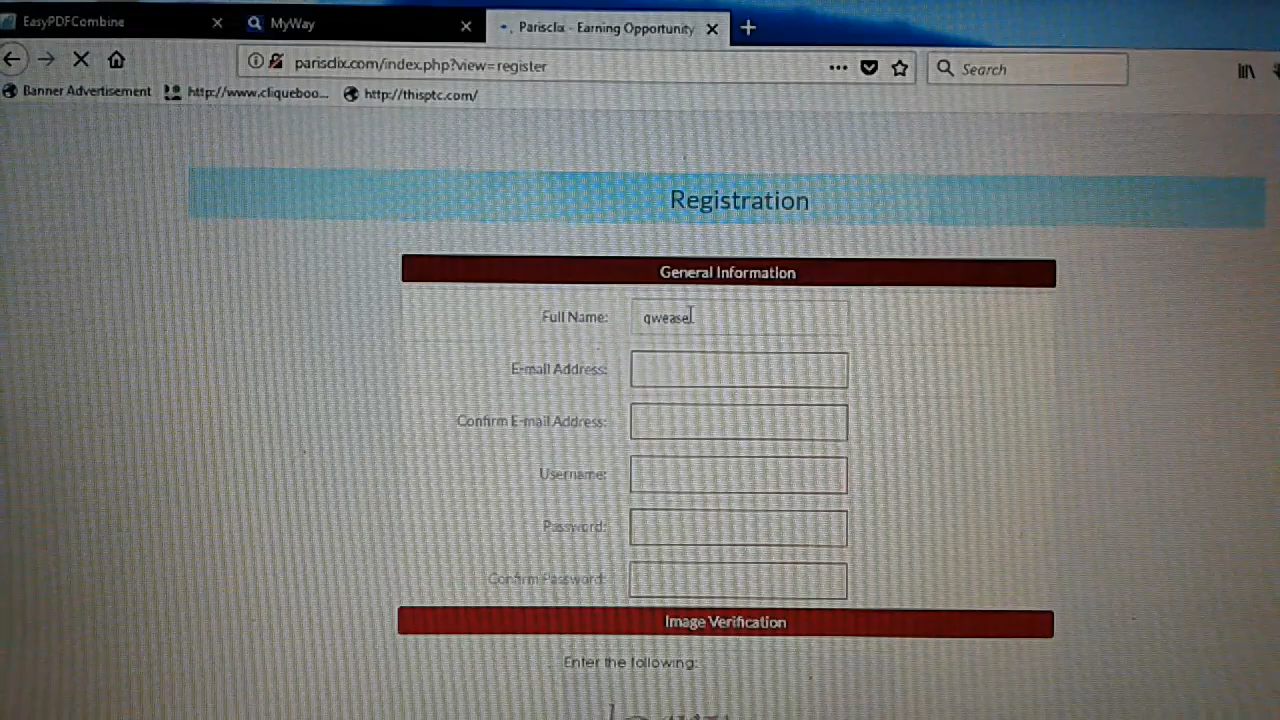 EasyPDFCombine
MyWay
Parisclix - Earning Opportunity
parisclix.com/index.php?view=register
Search
Banner Advertisement
http://www.cliqueboo...
http://thisptc.com/
Registration
General Information
Full Name:
qwease
E-mail Address:
Confirm E-mail Address:
Username:
Password:
Confirm Password:
Image Verification
Enter the following: